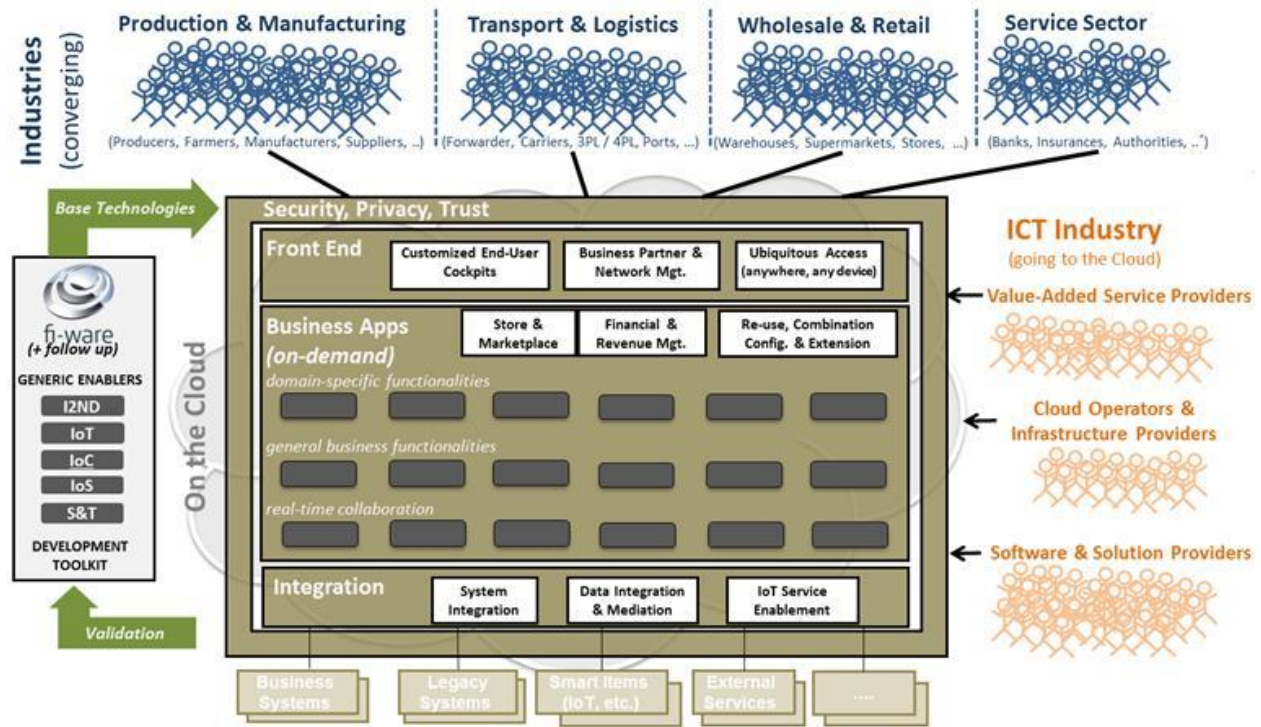 Industries
(converging)
Production & Manufacturing
(Producers, Farmers, Manufacturers, Suppliers, ..)
Transport & Logistics
(Forwarder, Carriers, 3PL / 4PL, Ports, ...)
Wholesale & Retail
(Warehouses, Supermarkets, Stores, ...)
Service Sector
(Banks, Insurances, Authorities, ..´)
Base Technologies
fi-ware
(+ follow up)
GENERIC ENABLERS
I2ND
IoT
IoC
IoS
S&T
DEVELOPMENT
TOOLKIT
Validation
On the Cloud
Security, Privacy, Trust
Front End
Customized End-User
Cockpits
Business Partner &
Network Mgt.
Ubiquitous Access
(anywhere, any device)
Business Apps
(on-demand)
Store &
Marketplace
Financial &
Revenue Mgt.
Re-use, Combination
Config. & Extension
domain-specific functionalities
general business functionalities
real-time collaboration
Integration
System
Integration
Data Integration
& Mediation
IoT Service
Enablement
Business
Systems
Legacy
Systems
Smart Items
(IoT, etc.)
External
Services
....
ICT Industry
(going to the Cloud)
Value-Added Service Providers
Cloud Operators &
Infrastructure Providers
Software & Solution Providers